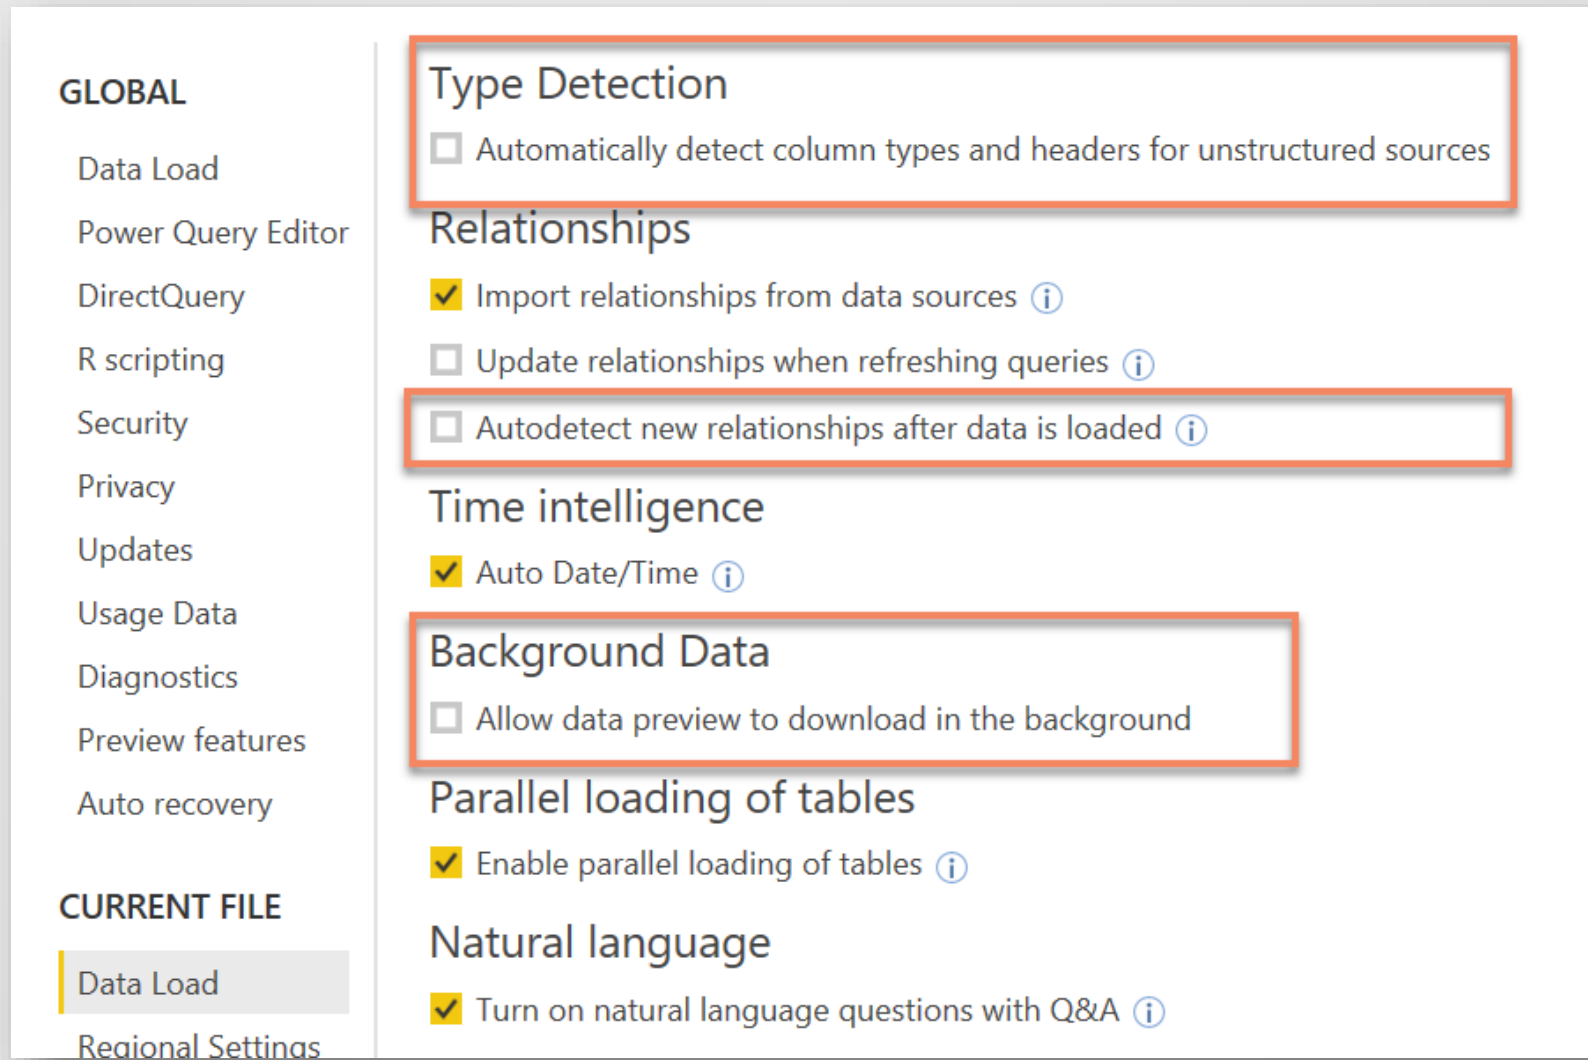 GLOBAL
Data Load
Power Query Editor
DirectQuery
R scripting
Security
Privacy
Updates
Usage Data
Diagnostics
Preview features
Auto recovery
CURRENT FILE
Data Load
Regional Settings
Type Detection
Automatically detect column types and headers for unstructured sources
Relationships
Import relationships from data sources
Update relationships when refreshing queries
Autodetect new relationships after data is loaded
Time intelligence
Auto Date/Time
Background Data
Allow data preview to download in the background
Parallel loading of tables
Enable parallel loading of tables
Natural language
Turn on natural language questions with Q&A